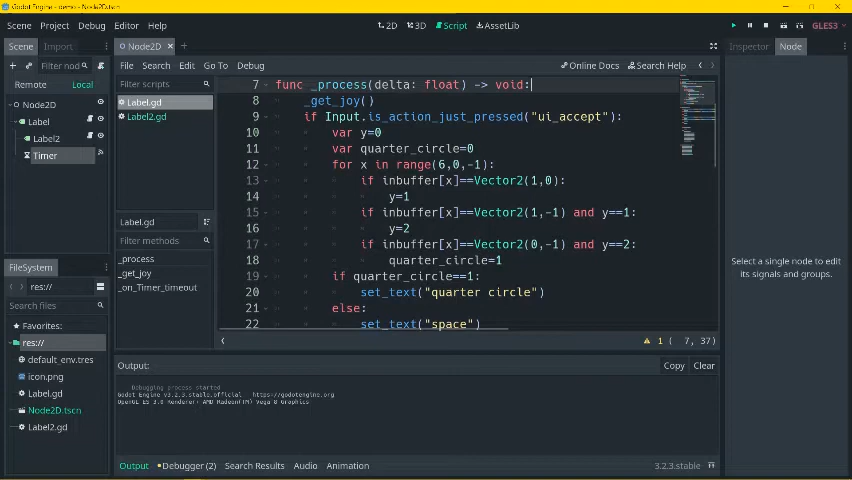 Godot Engine - demo - Node2D.tscn
Scene Project Debug Editor Help
2D 3D Script AssetLib
GLES3
Scene Import
Node2D
Inspector Node
Filter nod
File Search Edit Go To Debug
Online Docs Search Help
Remote Local
Filter scripts
Node2D
Label
Label2
Timer
Label.gd
Label2.gd
7 func _process(delta: float) -> void:
8 _get_joy()
9 if Input.is_action_just_pressed("ui_accept"):
10 var y=0
11 var quarter_circle=0
12 for x in range(6,0,-1):
13 if inbuffer[x]==Vector2(1,0):
14 y=1
15 if inbuffer[x]==Vector2(1,-1) and y==1:
16 y=2
17 if inbuffer[x]==Vector2(0,-1) and y==2:
18 quarter_circle=1
19 if quarter_circle==1:
20 set_text("quarter circle")
21 else:
22 set_text("space")
Label.gd
Filter methods
_process
_get_joy
_on_Timer_timeout
1 ( 7, 37)
Select a single node to edit
its signals and groups.
FileSystem
res://
Search files
Favorites:
res://
default_env.tres
icon.png
Label.gd
Node2D.tscn
Label2.gd
Output:
Copy Clear
Debugging process started
Godot Engine v3.2.3.stable.official - https://godotengine.org
OpenGL ES 3.0 Renderer: AMD Radeon(TM) Vega 8 Graphics
Output Debugger (2) Search Results Audio Animation
3.2.3.stable